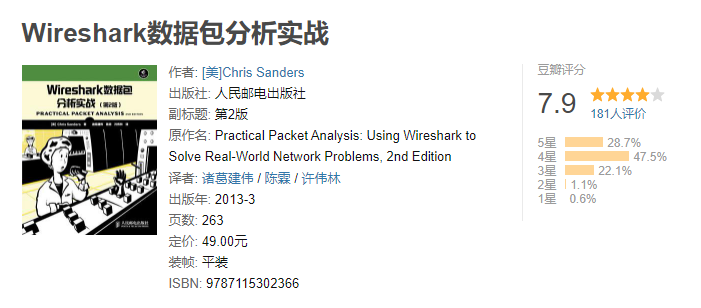 Wireshark数据包分析实战
Wireshark数据包
分析实战（第2版）
PRACTICAL PACKET ANALYSIS
人民邮电出版社
作者: [美]Chris Sanders
出版社: 人民邮电出版社
副标题: 第2版
原作名: Practical Packet Analysis: Using Wireshark to
Solve Real-World Network Problems, 2nd Edition
译者: 诸葛建伟 / 陈霖 / 许伟林
出版年: 2013-3
页数: 263
定价: 49.00元
装帧: 平装
ISBN: 9787115302366
豆瓣评分
7.9
181人评价
5星 28.7%
4星 47.5%
3星 22.1%
2星 1.1%
1星 0.6%